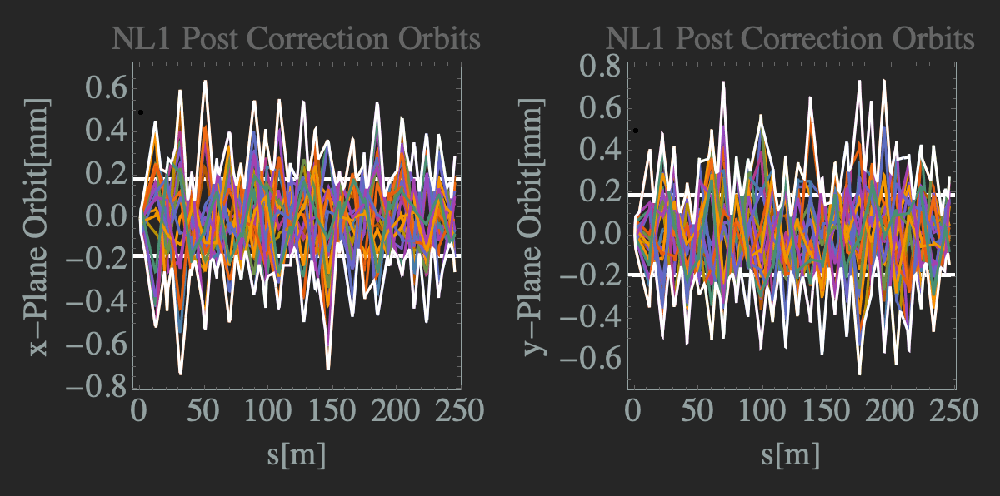 NL1 Post Correction Orbits
x-Plane Orbit[mm]
0.6
0.4
0.2
0.0
-0.2
-0.4
-0.6
-0.8
0 50 100 150 200 250
s[m]
NL1 Post Correction Orbits
y-Plane Orbit[mm]
0.8
0.6
0.4
0.2
0.0
-0.2
-0.4
-0.6
0 50 100 150 200 250
s[m]